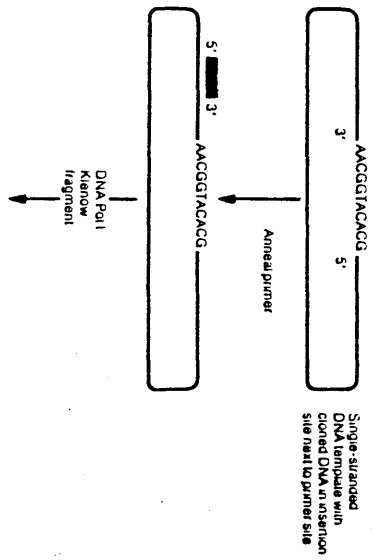 AACGGTACACG
3'
5'
Single-stranded
DNA template with
cloned DNA in insertion
site next to primer site
Anneal primer
5'
3'
AACGGTACACG
DNA Pol I
Klenow
fragment